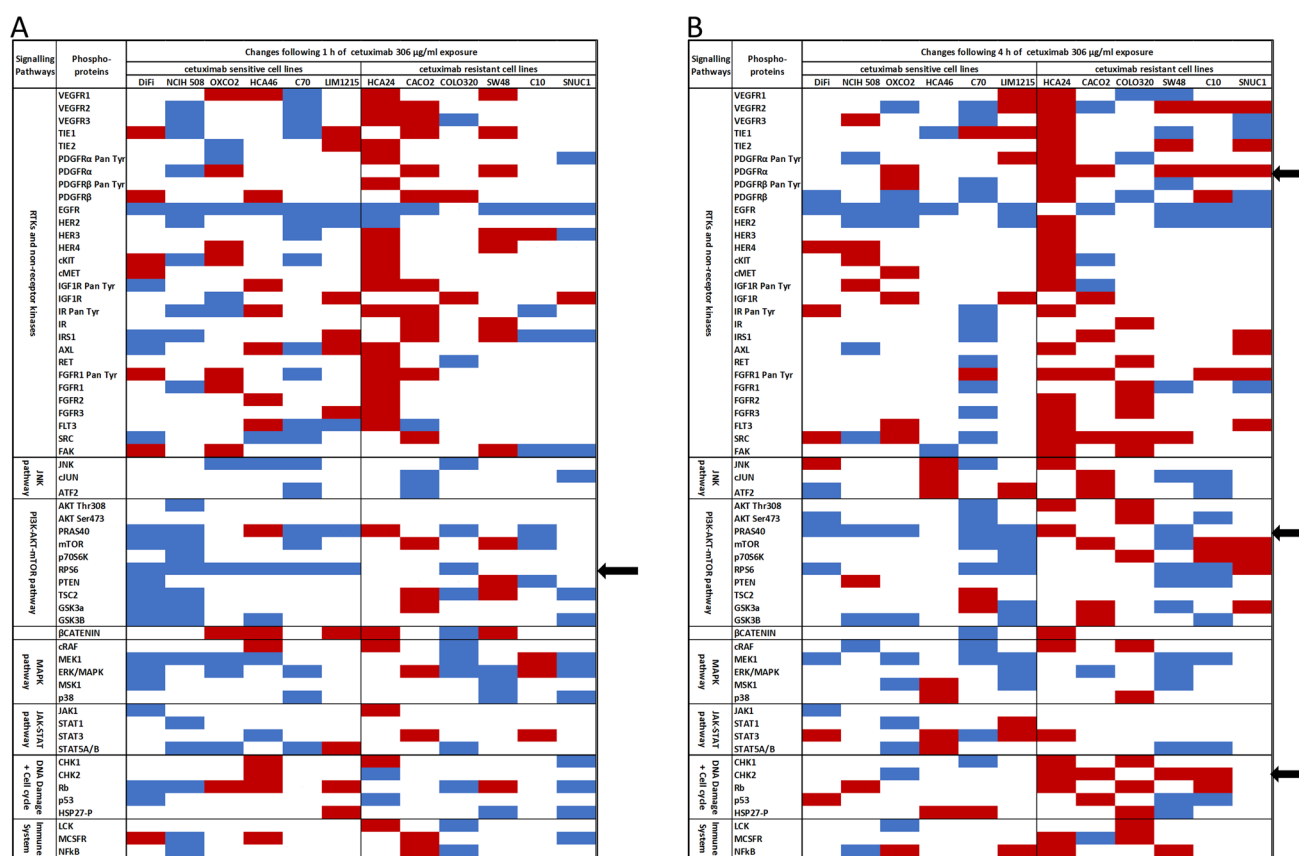 A
Signalling Pathways
Phospho-proteins
Changes following 1 h of cetuximab 306 µg/ml exposure
cetuximab sensitive cell lines
cetuximab resistant cell lines
DiFi NCIH 508 OXCO2 HCA46 C70 LIM1215 HCA24 CACO2 COLO320 SW48 C10 SNUC1
RTKs and non-receptor kinases
VEGFR1
VEGFR2
VEGFR3
TIE1
TIE2
PDGFRα Pan Tyr
PDGFRα
PDGFRβ Pan Tyr
PDGFRβ
EGFR
HER2
HER3
HER4
cKIT
cMET
IGF1R Pan Tyr
IGF1R
IR Pan Tyr
IR
IRS1
AXL
RET
FGFR1 Pan Tyr
FGFR1
FGFR2
FGFR3
FLT3
SRC
FAK
JNK pathway
JNK
cJUN
ATF2
PI3K-AKT-mTOR pathway
AKT Thr308
AKT Ser473
PRAS40
mTOR
p70S6K
RPS6
PTEN
TSC2
GSK3a
GSK3B
βCATENIN
MAPK pathway
cRAF
MEK1
ERK/MAPK
MSK1
p38
JAK-STAT pathway
JAK1
STAT1
STAT3
STAT5A/B
DNA Damage + Cell cycle
CHK1
CHK2
Rb
p53
HSP27-P
Immune System
LCK
MCSFR
NFkB
B
Signalling Pathways
Phospho-proteins
Changes following 4 h of cetuximab 306 µg/ml exposure
cetuximab sensitive cell lines
cetuximab resistant cell lines
DiFi NCIH 508 OXCO2 HCA46 C70 LIM1215 HCA24 CACO2 COLO320 SW48 C10 SNUC1
RTKs and non-receptor kinases
VEGFR1
VEGFR2
VEGFR3
TIE1
TIE2
PDGFRα Pan Tyr
PDGFRα
PDGFRβ Pan Tyr
PDGFRβ
EGFR
HER2
HER3
HER4
cKIT
cMET
IGF1R Pan Tyr
IGF1R
IR Pan Tyr
IR
IRS1
AXL
RET
FGFR1 Pan Tyr
FGFR1
FGFR2
FGFR3
FLT3
SRC
FAK
JNK pathway
JNK
cJUN
ATF2
PI3K-AKT-mTOR pathway
AKT Thr308
AKT Ser473
PRAS40
mTOR
p70S6K
RPS6
PTEN
TSC2
GSK3a
GSK3B
βCATENIN
MAPK pathway
cRAF
MEK1
ERK/MAPK
MSK1
p38
JAK-STAT pathway
JAK1
STAT1
STAT3
STAT5A/B
DNA Damage + Cell cycle
CHK1
CHK2
Rb
p53
HSP27-P
Immune System
LCK
MCSFR
NFkB